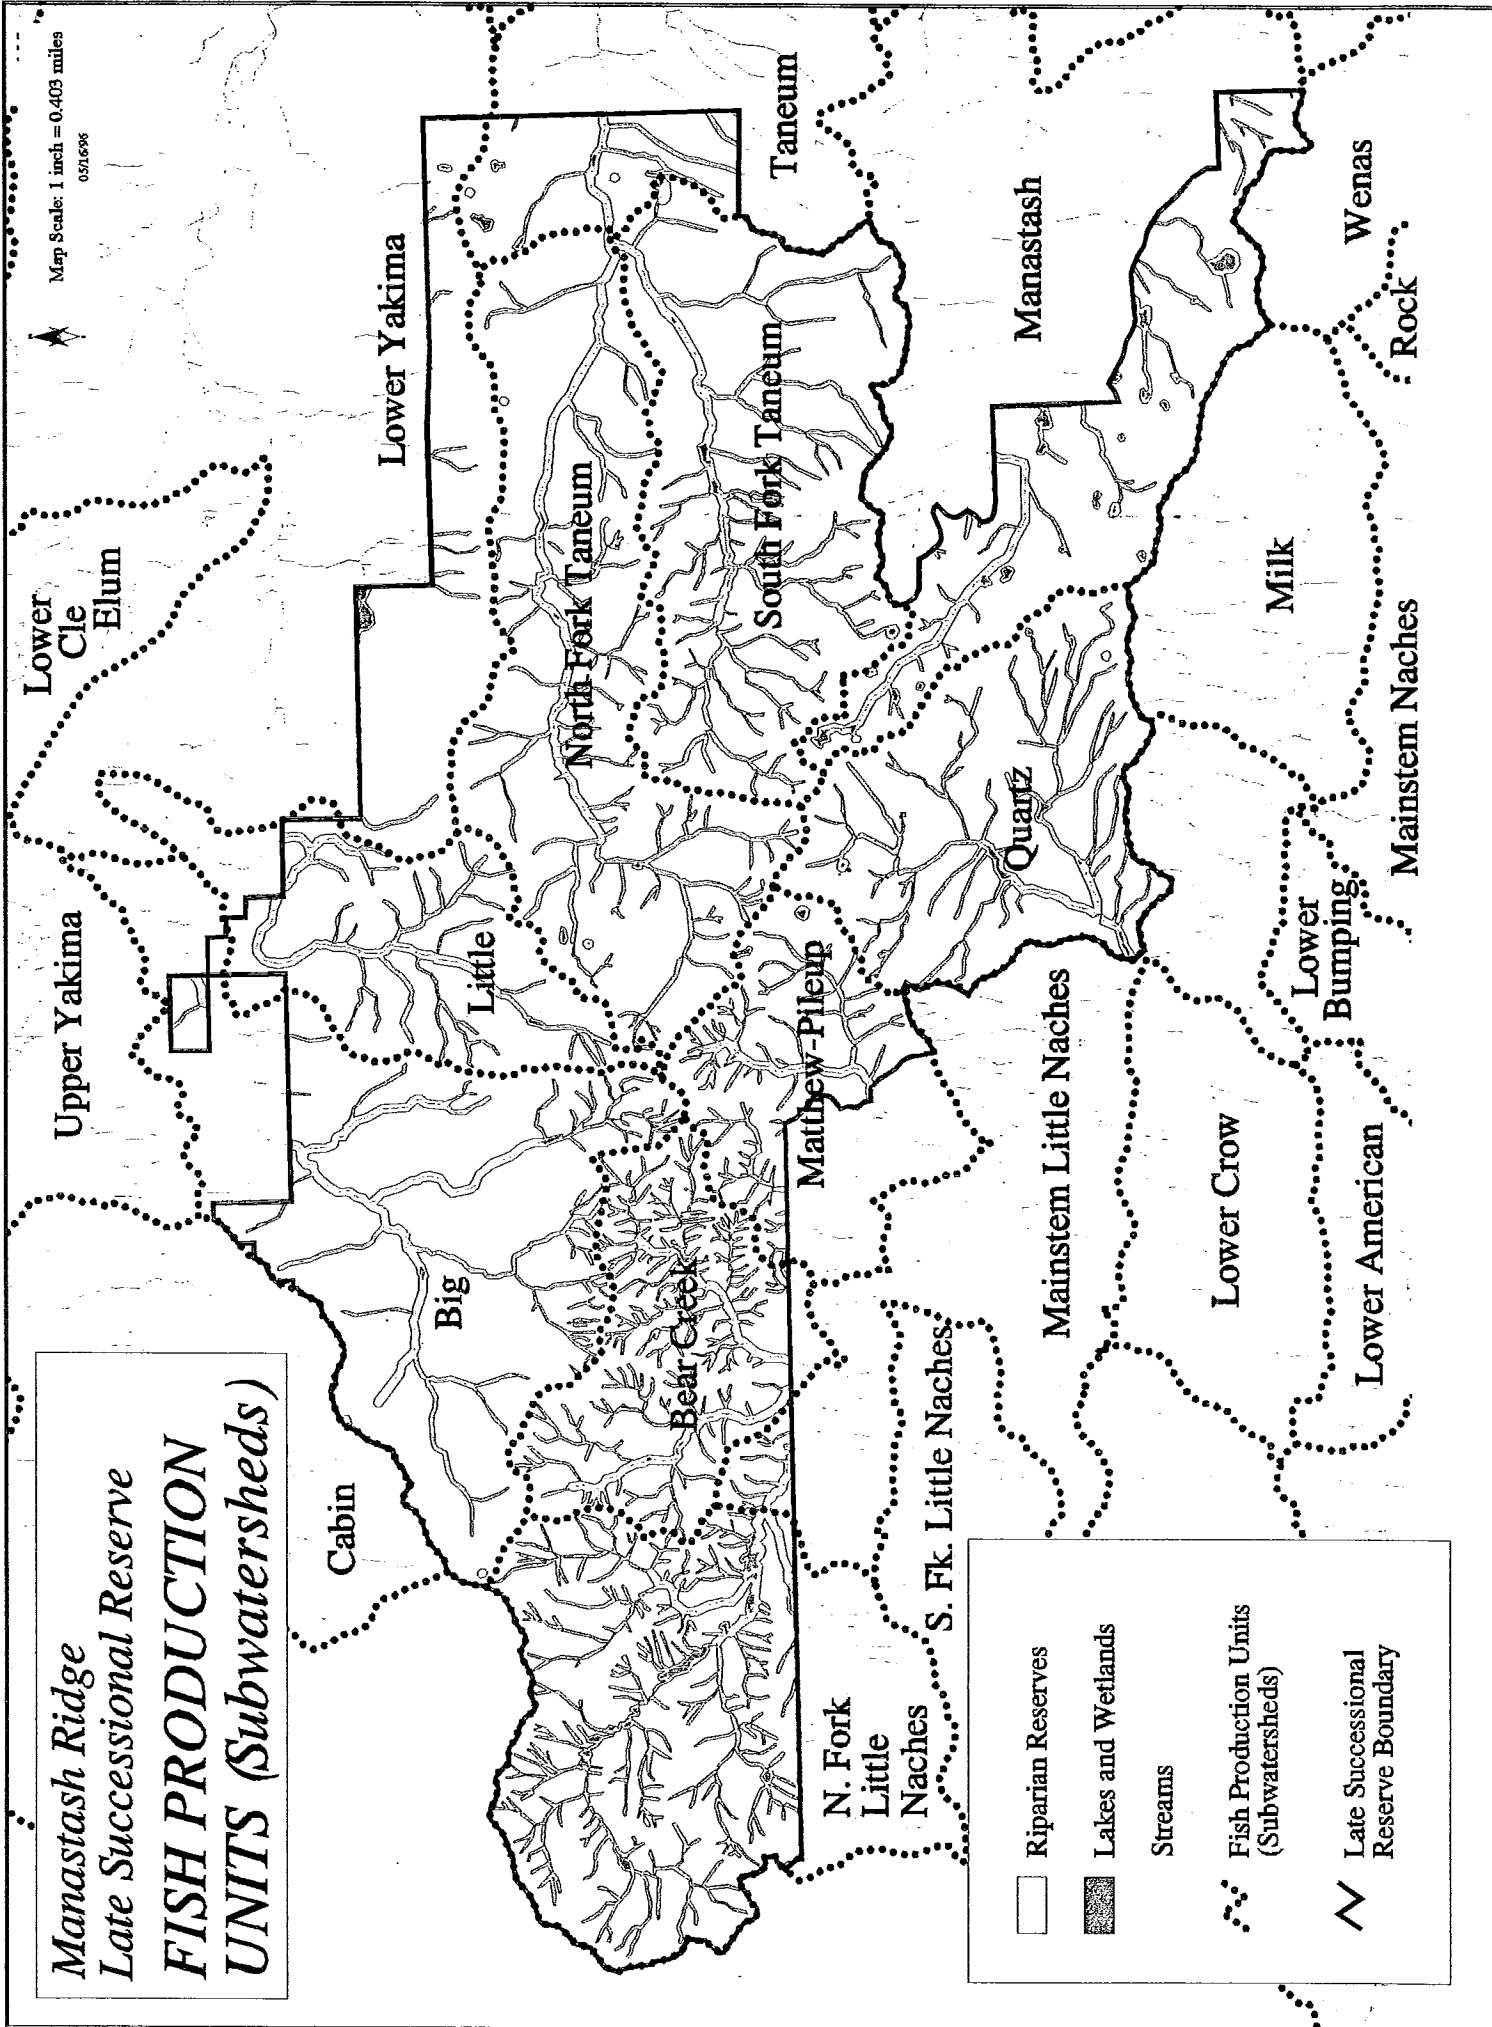 Manastash Ridge
Late Successional Reserve
FISH PRODUCTION
UNITS (Subwatersheds)
Map Scale: 1 inch = 0.403 miles
05/16/96
Upper Yakima
Lower
Cle
Elum
Lower Yakima
Cabin
Big
Little
North Fork Taneum
South Fork Taneum
Taneum
Bear Creek
Matthew-Pileup
Quartz
Manastash
N. Fork
Little
Naches
S. Fk. Little Naches
Mainstem Little Naches
Lower Crow
Lower American
Lower
Bumping
Mainstem Naches
Milk
Rock
Wenas
Riparian Reserves
Lakes and Wetlands
Streams
Fish Production Units
(Subwatersheds)
Late Successional
Reserve Boundary